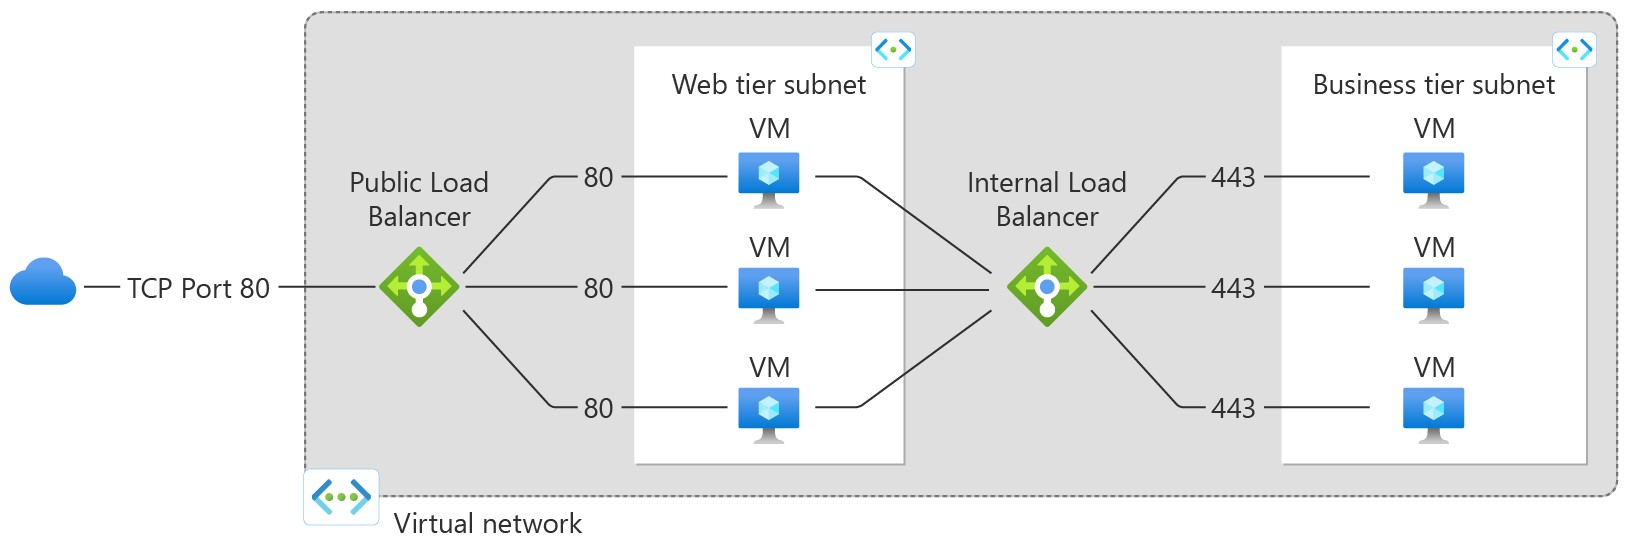 Web tier subnet
Business tier subnet
VM
VM
Public Load
Balancer
80
Internal Load
Balancer
443
VM
VM
TCP Port 80
80
443
VM
VM
80
443
Virtual network